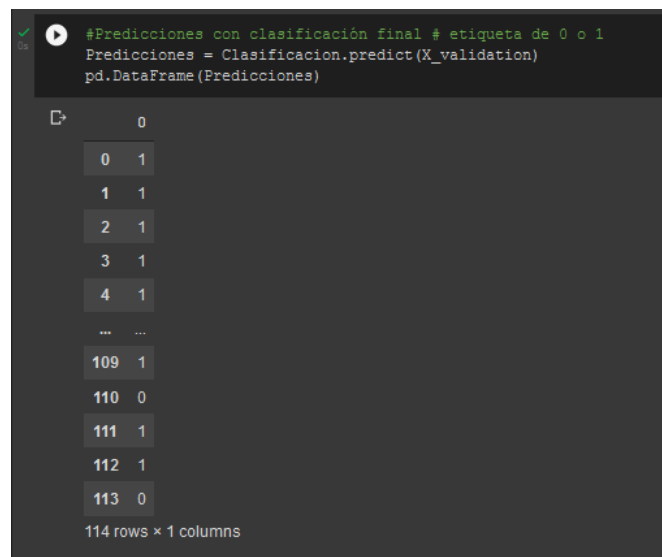 #Predicciones con clasificación final # etiqueta de 0 o 1
Predicciones = Clasificacion.predict(X_validation)
pd.DataFrame(Predicciones)
0s
0
0 1
1 1
2 1
3 1
4 1
... ...
109 1
110 0
111 1
112 1
113 0
114 rows × 1 columns